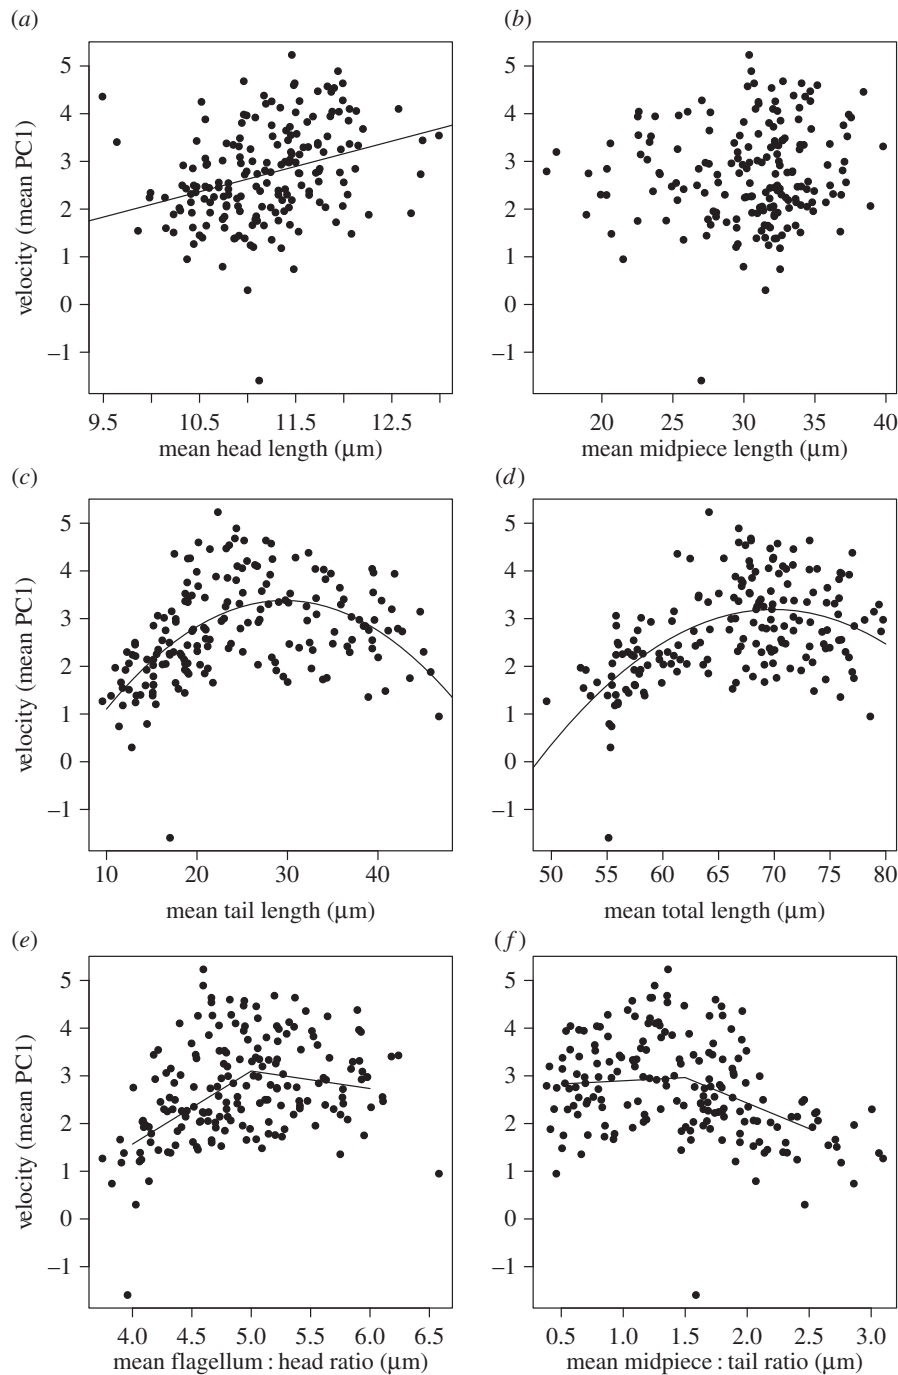 (a)
(b)
velocity (mean PC1)
5
4
3
2
1
0
–1
9.5 10.5 11.5 12.5
mean head length (μm)
5
4
3
2
1
0
–1
20 25 30 35 40
mean midpiece length (μm)
(c)
(d)
velocity (mean PC1)
5
4
3
2
1
0
–1
10 20 30 40
mean tail length (μm)
5
4
3
2
1
0
–1
50 55 60 65 70 75 80
mean total length (μm)
(e)
(f)
velocity (mean PC1)
5
4
3
2
1
0
–1
4.0 4.5 5.0 5.5 6.0 6.5
mean flagellum : head ratio (μm)
5
4
3
2
1
0
–1
0.5 1.0 1.5 2.0 2.5 3.0
mean midpiece : tail ratio (μm)